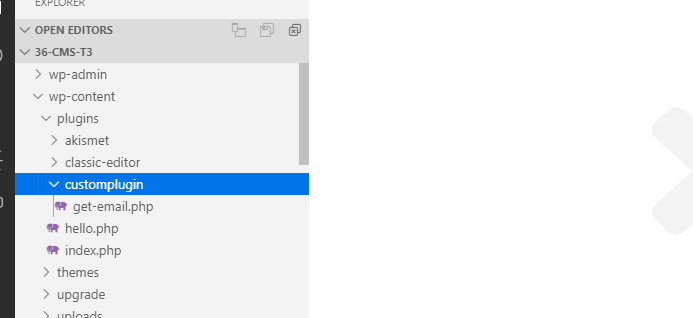 EXPLORER
OPEN EDITORS
36-CMS-T3
wp-admin
wp-content
plugins
akismet
classic-editor
customplugin
get-email.php
hello.php
index.php
themes
upgrade
uploads